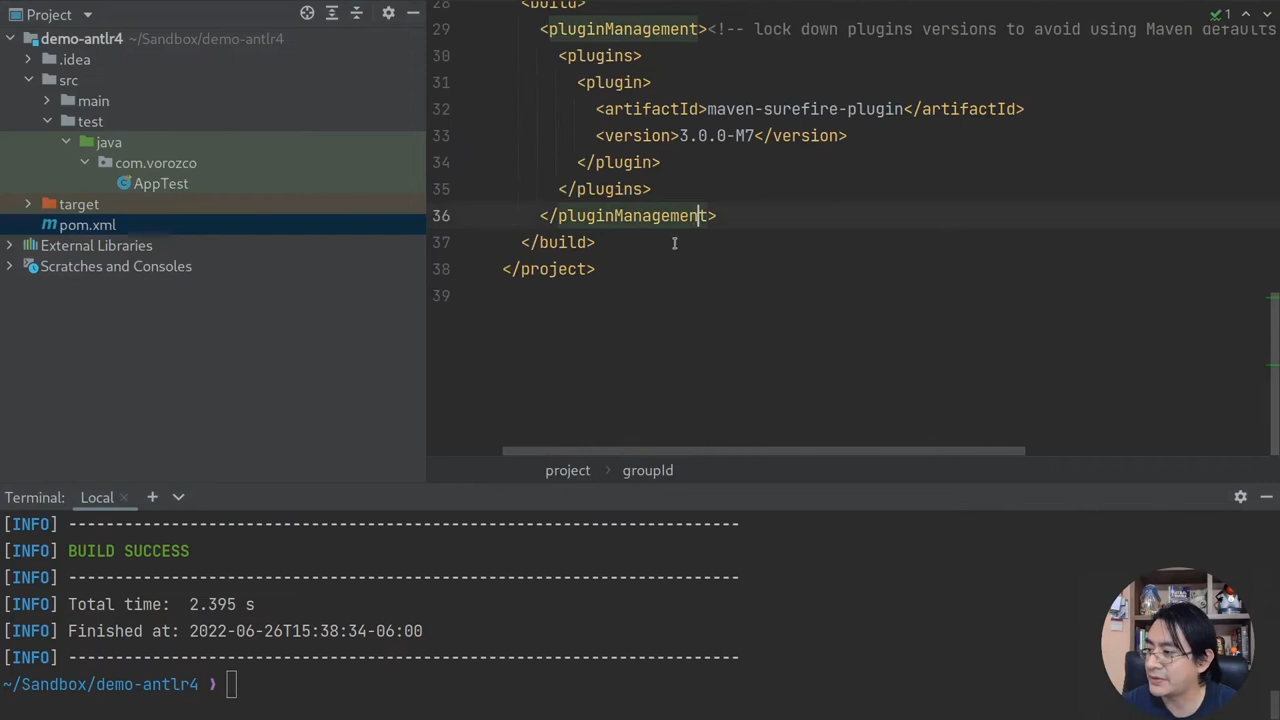 Project
demo-antlr4 ~/Sandbox/demo-antlr4
.idea
src
main
test
java
com.vorozco
AppTest
target
pom.xml
External Libraries
Scratches and Consoles
1
28 <build>
29 <pluginManagement><!-- lock down plugins versions to avoid using Maven defaults
30 <plugins>
31 <plugin>
32 <artifactId>maven-surefire-plugin</artifactId>
33 <version>3.0.0-M7</version>
34 </plugin>
35 </plugins>
36 </pluginManagement>
37 </build>
38 </project>
39
project > groupId
Terminal: Local
[INFO] ------------------------------------------------------------------------
[INFO] BUILD SUCCESS
[INFO] ------------------------------------------------------------------------
[INFO] Total time:  2.395 s
[INFO] Finished at: 2022-06-26T15:38:34-06:00
[INFO] ------------------------------------------------------------------------
~/Sandbox/demo-antlr4 ❯